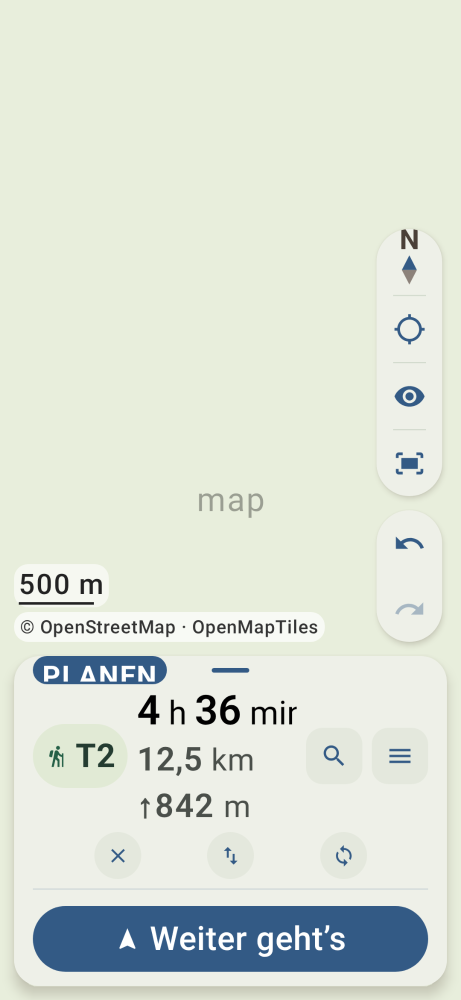 N
map
500 m
© OpenStreetMap · OpenMapTiles
PLANEN
4 h 36 mir
T2
12,5 km
↑842 m
Weiter geht’s